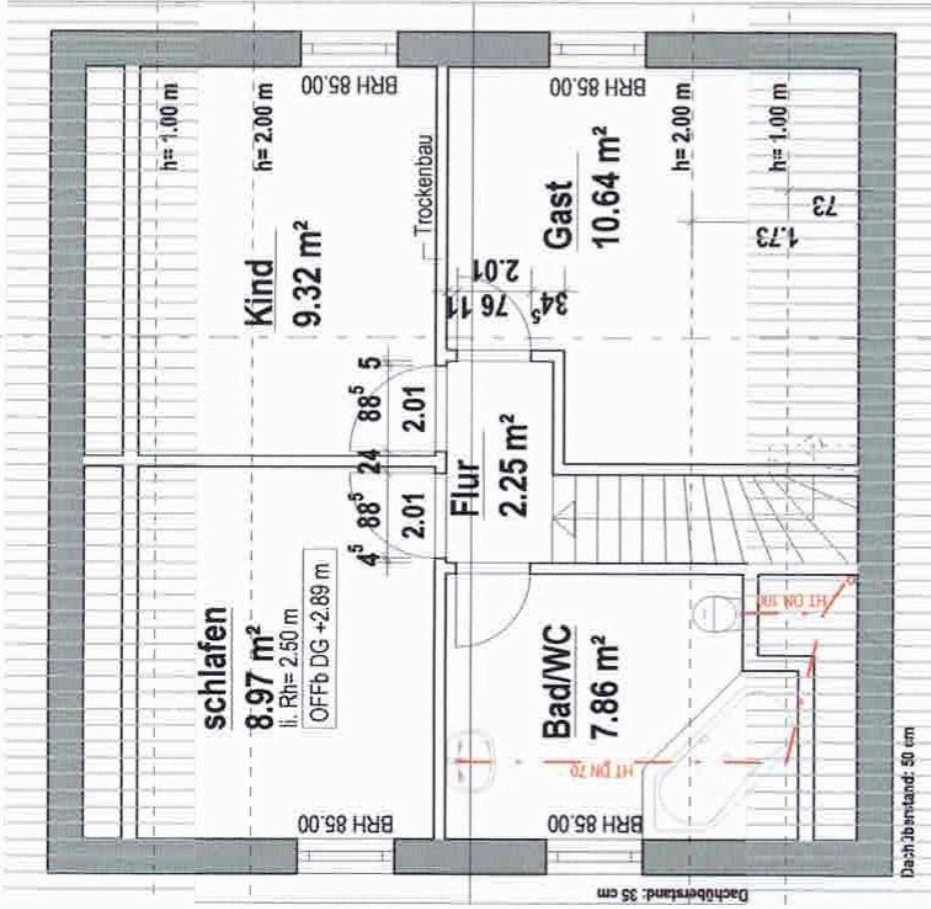 BRH 85.00
BRH 85.00
h= 1.00 m
h= 2.00 m
h= 2.00 m
h= 1.00 m
Trockenbau
Kind
9.32 m²
Gast
10.64 m²
73
1.73
2.01
11
76
34⁵
5
88⁵
2.01
24
88⁵
2.01
4⁵
Flur
2.25 m²
schlafen
8.97 m²
li. Rh= 2.50 m
OFFb DG +2.89 m
Bad/WC
7.86 m²
HT DN 100
HT DN 70
BRH 85.00
BRH 85.00
Dachüberstand: 50 cm
Dachüberstand: 35 cm